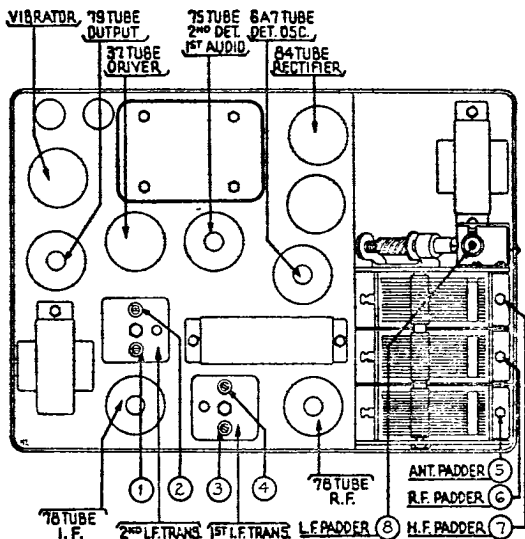 VIBRATOR
79 TUBE
OUTPUT
37 TUBE
DRIVER
75 TUBE
2ND DET.
1ST AUDIO
6A7 TUBE
DET. OSC.
84 TUBE
RECTIFIER
78 TUBE
I.F.
1
2
2ND I.F. TRANS.
3
4
1ST I.F. TRANS.
78 TUBE
R.F.
ANT. PADDER 5
R.F. PADDER 6
L.F. PADDER 8
H.F. PADDER 7